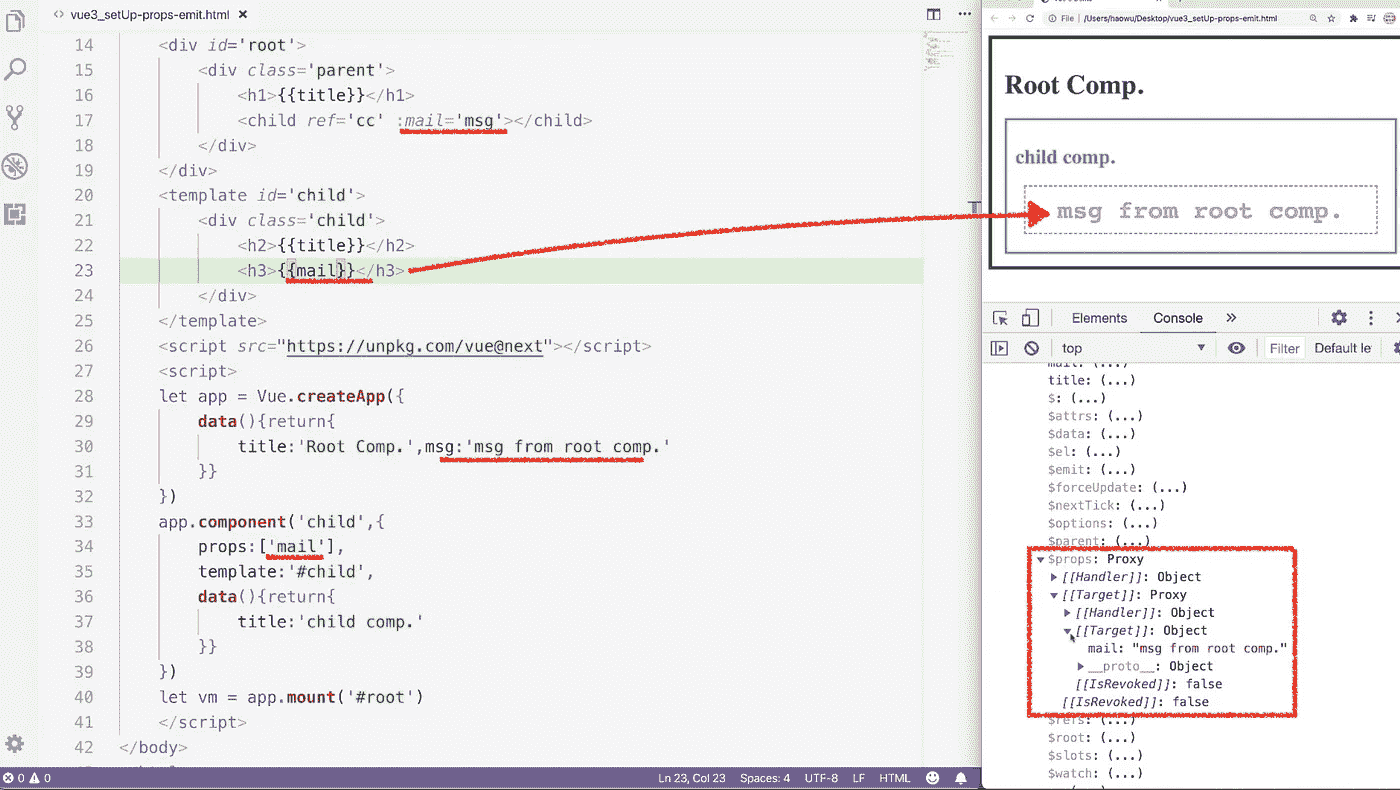 vue3_setUp-props-emit.html
14 <div id='root'>
15 <div class='parent'>
16 <h1>{{title}}</h1>
17 <child ref='cc' :mail='msg'></child>
18 </div>
19 </div>
20 <template id='child'>
21 <div class='child'>
22 <h2>{{title}}</h2>
23 <h3>{{mail}}</h3>
24 </div>
25 </template>
26 <script src="https://unpkg.com/vue@next"></script>
27 <script>
28 let app = Vue.createApp({
29 data(){return{
30 title:'Root Comp.',msg:'msg from root comp.'
31 }}
32 })
33 app.component('child',{
34 props:['mail'],
35 template:'#child',
36 data(){return{
37 title:'child comp.'
38 }}
39 })
40 let vm = app.mount('#root')
41 </script>
42 </body>
0 0 Ln 23, Col 23 Spaces: 4 UTF-8 LF HTML
File /Users/haowu/Desktop/vue3_setUp-props-emit.html
Root Comp.
child comp.
msg from root comp.
Elements Console »
top Filter Default le
mail: (...)
title: (...)
$: (...)
$attrs: (...)
$data: (...)
$el: (...)
$emit: (...)
$forceUpdate: (...)
$nextTick: (...)
$options: (...)
$parent: (...)
$props: Proxy
[[Handler]]: Object
[[Target]]: Proxy
[[Handler]]: Object
[[Target]]: Object
mail: "msg from root comp."
__proto__: Object
[[IsRevoked]]: false
[[IsRevoked]]: false
$refs: (...)
$root: (...)
$slots: (...)
$watch: (...)